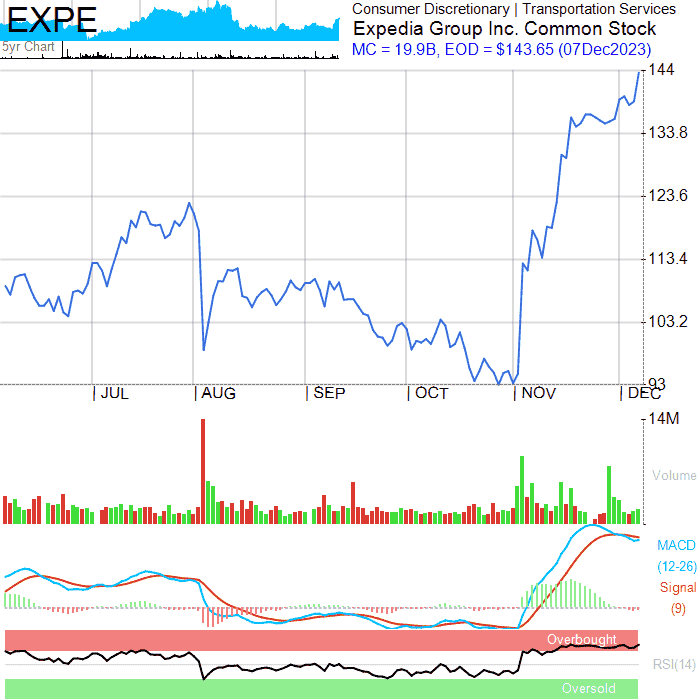 EXPE
5yr Chart
Consumer Discretionary | Transportation Services
Expedia Group Inc. Common Stock
MC = 19.9B, EOD = $143.65 (07Dec2023)
144
133.8
123.6
113.4
103.2
93
| JUL | AUG | SEP | OCT | NOV | DEC
14M
Volume
MACD
(12-26)
Signal
(9)
Overbought
RSI(14)
Oversold